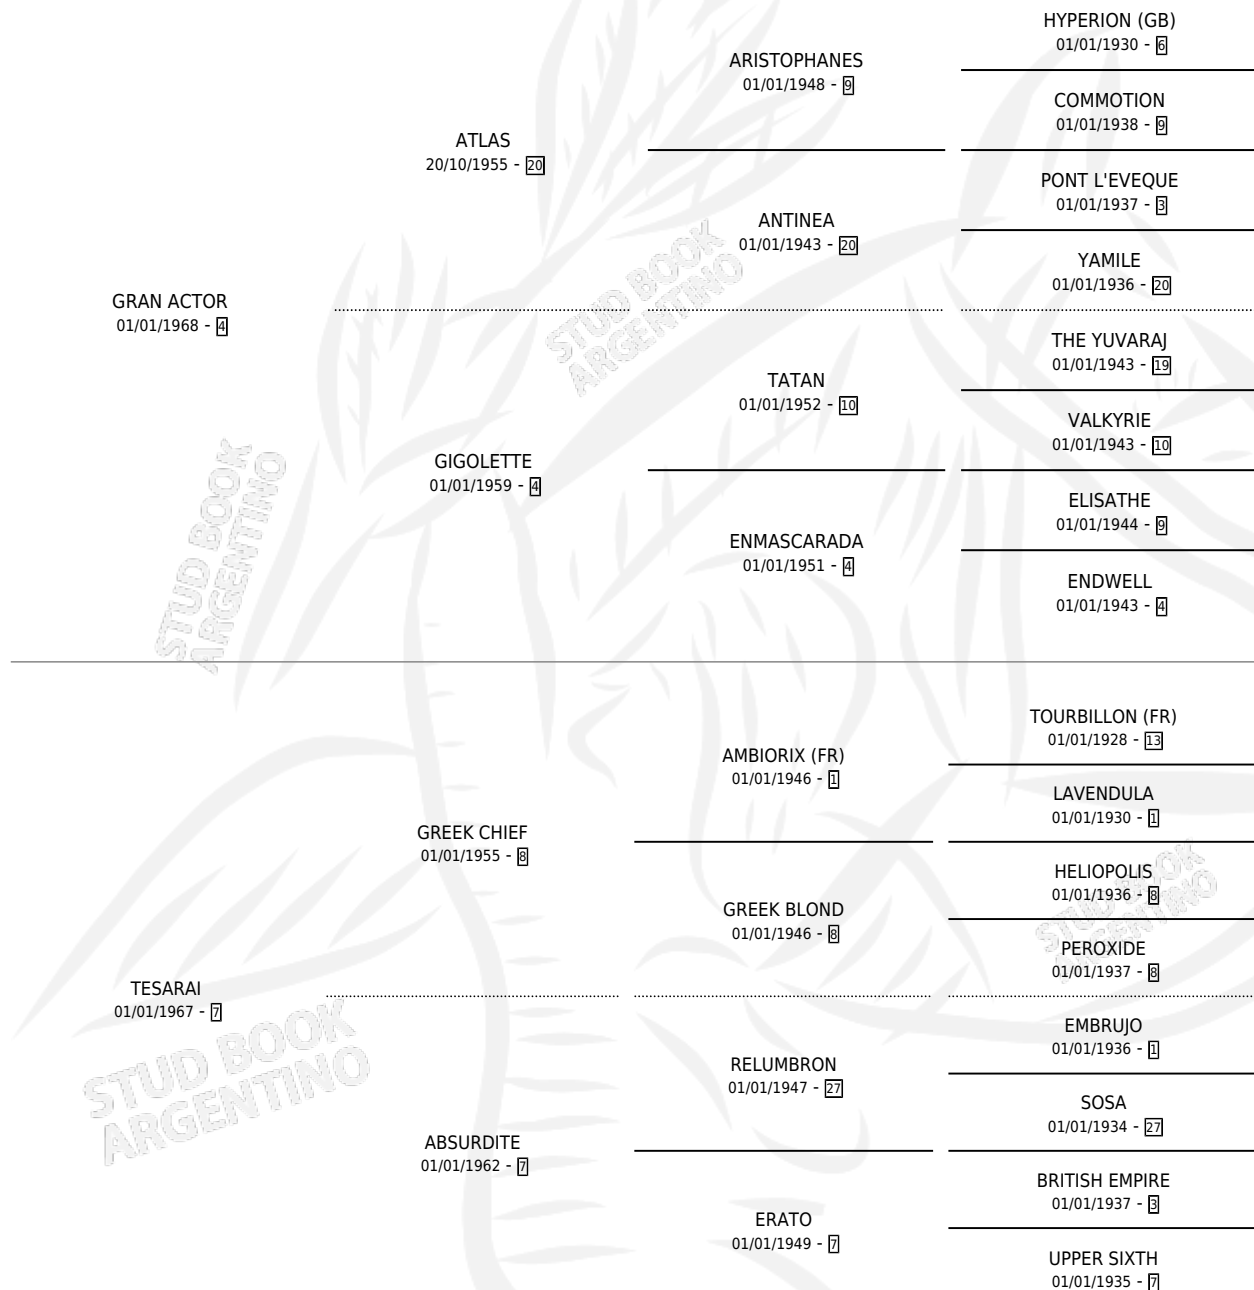 HYPERION (GB)
01/01/1930 - 6
ARISTOPHANES
01/01/1948 - 9
COMMOTION
01/01/1938 - 9
ATLAS
20/10/1955 - 20
PONT L'EVEQUE
01/01/1937 - 3
ANTINEA
01/01/1943 - 20
YAMILE
01/01/1936 - 20
GRAN ACTOR
01/01/1968 - 4
THE YUVARAJ
01/01/1943 - 19
TATAN
01/01/1952 - 10
VALKYRIE
01/01/1943 - 10
GIGOLETTE
01/01/1959 - 4
ELISATHE
01/01/1944 - 9
ENMASCARADA
01/01/1951 - 4
ENDWELL
01/01/1943 - 4
TOURBILLON (FR)
01/01/1928 - 13
AMBIORIX (FR)
01/01/1946 - 1
LAVENDULA
01/01/1930 - 1
GREEK CHIEF
01/01/1955 - 8
HELIOPOLIS
01/01/1936 - 8
GREEK BLOND
01/01/1946 - 8
PEROXIDE
01/01/1937 - 8
TESARAI
01/01/1967 - 7
EMBRUJO
01/01/1936 - 1
RELUMBRON
01/01/1947 - 27
SOSA
01/01/1934 - 27
ABSURDITE
01/01/1962 - 7
BRITISH EMPIRE
01/01/1937 - 3
ERATO
01/01/1949 - 7
UPPER SIXTH
01/01/1935 - 7
STUD BOOK
ARGENTINO
STUD BOOK
ARGENTINO
STUD BOOK
ARGENTINO
STUD BOOK
ARGENTINO